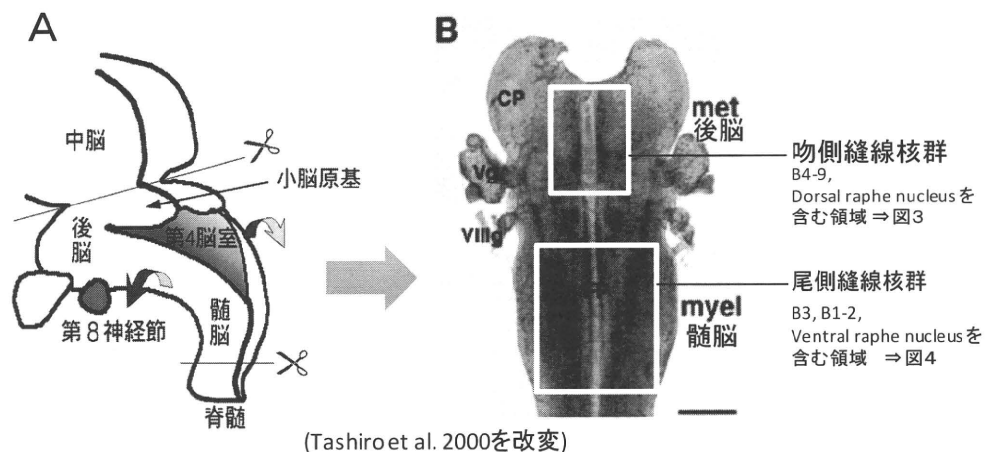 A
中脳
小脳原基
後脳
第4脳室
髄脳
第8神経節
脊髄
B
CP
met
後脳
Vg
VIIIg
myel
髄脳
吻側縫線核群
B4-9,
Dorsal raphe nucleusを
含む領域 ⇒図3
尾側縫線核群
B3, B1-2,
Ventral raphe nucleusを
含む領域 ⇒図4
(Tashiro et al. 2000を改変)